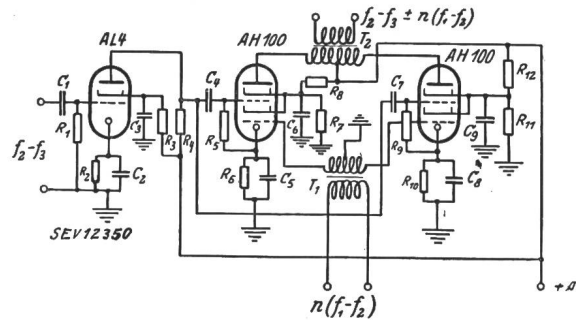 f₂-f₃ ± n(f₁-f₂)
AL4
AH100
T₂
AH100
C₁
C₄
R₈
C₇
R₁₂
R₁
C₃
R₃
R₄
R₅
C₆
R₇
R₉
C₉
R₁₁
f₂-f₃
R₂
C₂
R₆
C₅
T₁
R₁₀
C₈
SEV12350
n(f₁-f₂)